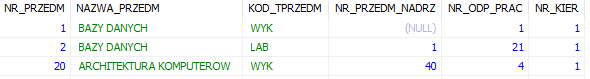 NR_PRZEDM NAZWA_PRZEDM KOD_TPRZEDM NR_PRZEDM_NADRZ NR_ODP_PRAC NR_KIER
1 BAZY DANYCH WYK (NULL) 1 1
2 BAZY DANYCH LAB 1 21 1
20 ARCHITEKTURA KOMPUTEROW WYK 40 4 1